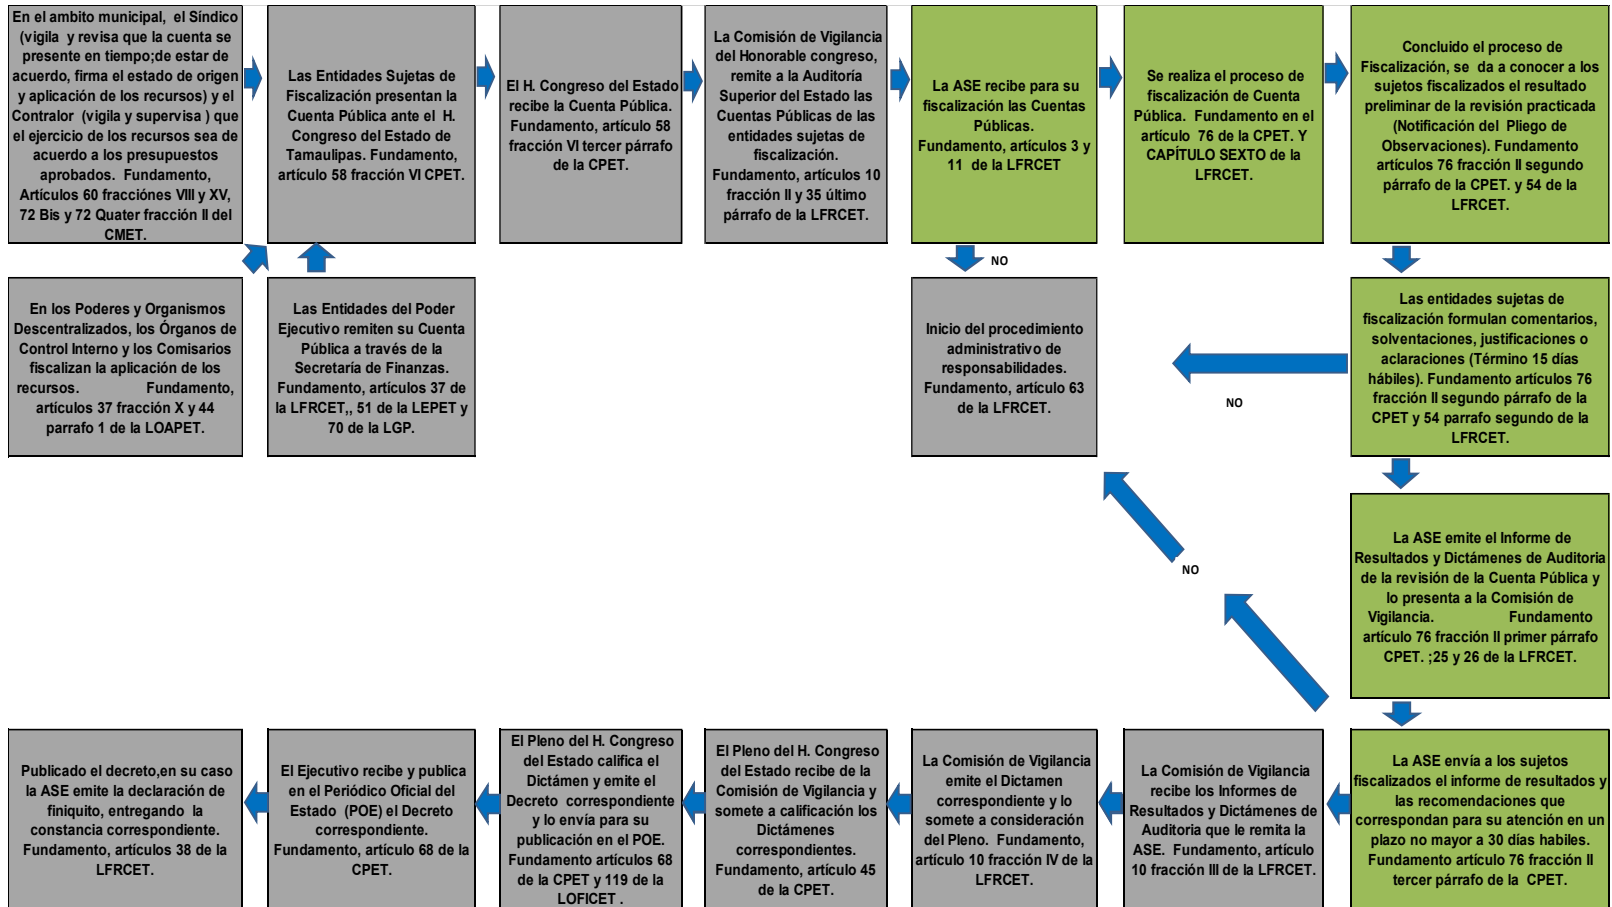 En el ambito municipal,  el Síndico
(vigila  y revisa que la cuenta se
presente en tiempo;de estar de
acuerdo, firma el estado de origen
y aplicación de los recursos) y el
Contralor  (vigila y supervisa ) que
el ejercicio de los recursos sea de
acuerdo a los presupuestos
aprobados.  Fundamento,
Artículos 60 fracciónes VIII y XV,
72 Bis y 72 Quater fracción II del
CMET.
Las Entidades Sujetas de
Fiscalización presentan la
Cuenta Pública ante el  H.
Congreso del Estado de
Tamaulipas. Fundamento,
artículo 58 fracción VI CPET.
El H. Congreso del Estado
recibe la Cuenta Pública.
Fundamento, artículo 58
fracción VI tercer párrafo
de la CPET.
La Comisión de Vigilancia
del Honorable congreso,
remite a la Auditoría
Superior del Estado las
Cuentas Públicas de las
entidades sujetas de
fiscalización.
Fundamento, artículos 10
fracción II y 35 último
párrafo de la LFRCET.
La ASE recibe para su
fiscalización las Cuentas
Públicas.
Fundamento, artículos 3 y
11  de la LFRCET
Se realiza el proceso de
fiscalización de Cuenta
Pública.  Fundamento en el
artículo  76 de la CPET. Y
CAPÍTULO SEXTO de la
LFRCET.
Concluido el proceso de
Fiscalización, se  da a conocer a los
sujetos fiscalizados el resultado
preliminar de la revisión practicada
(Notificación del  Pliego de
Observaciones). Fundamento
artículos 76 fracción II segundo
párrafo de la CPET. y 54 de la
LFRCET.
NO
En los Poderes y Organismos
Descentralizados, los Órganos de
Control Interno y los Comisarios
fiscalizan la aplicación de los
recursos.                 Fundamento,
artículos 37 fracción X y 44
parrafo 1 de la LOAPET.
Las Entidades del Poder
Ejecutivo remiten su Cuenta
Pública a través de la
Secretaría de Finanzas.
Fundamento, artículos 37 de
la LFRCET,, 51 de la LEPET y
70 de la LGP.
Inicio del procedimiento
administrativo de
responsabilidades.
Fundamento, artículo 63
de la LFRCET.
NO
Las entidades sujetas de
fiscalización formulan comentarios,
solventaciones, justificaciones o
aclaraciones (Término 15 días
hábiles). Fundamento artículos 76
fracción II segundo párrafo de la
CPET y 54 parrafo segundo de la
LFRCET.
NO
La ASE emite el Informe de
Resultados y Dictámenes de Auditoria
de la revisión de la Cuenta Pública y
lo presenta a la Comisión de
Vigilancia.                   Fundamento
artículo 76 fracción II primer párrafo
CPET. ;25 y 26 de la LFRCET.
Publicado el decreto,en su caso
la ASE emite la declaración de
finiquito, entregando  la
constancia correspondiente.
Fundamento, artículos 38 de la
LFRCET.
El Ejecutivo recibe y publica
en el Periódico Oficial del
Estado  (POE) el Decreto
correspondiente.
Fundamento, artículo 68 de la
CPET.
El Pleno del H. Congreso
del Estado califica el
Dictámen y emite el
Decreto  correspondiente
y lo envía para su
publicación en el POE.
Fundamento artículos 68
de la CPET y 119 de la
LOFICET .
El Pleno del H. Congreso
del Estado recibe de la
Comisión de Vigilancia y
somete a calificación los
Dictámenes
correspondientes.
Fundamento, artículo 45
de la CPET.
La Comisión de Vigilancia
emite el Dictamen
correspondiente y lo
somete a consideración
del Pleno.  Fundamento,
artículo 10 fracción IV de la
LFRCET.
La Comisión de Vigilancia
recibe los Informes de
Resultados y Dictámenes de
Auditoria que le remita la
ASE.  Fundamento, artículo
10 fracción III de la LFRCET.
La ASE envía a los sujetos
fiscalizados el informe de resultados y
las recomendaciones que
correspondan para su atención en un
plazo no mayor a 30 días habiles.
Fundamento artículo 76 fracción II
tercer párrafo de la  CPET.